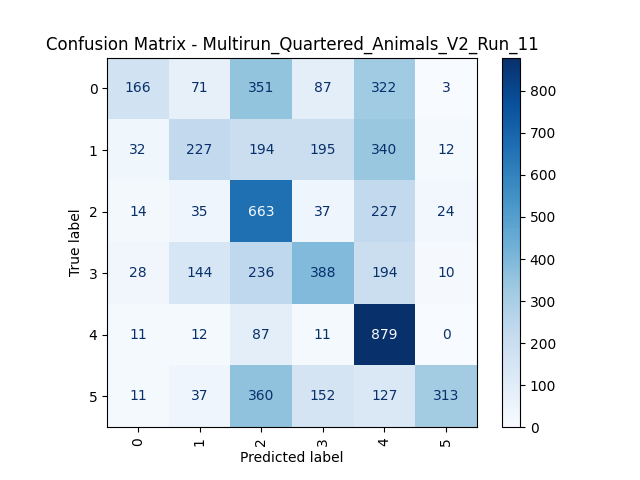 Confusion Matrix - Multirun_Quartered_Animals_V2_Run_11
0 166 71 351 87 322 3
1 32 227 194 195 340 12
2 14 35 663 37 227 24
3 28 144 236 388 194 10
4 11 12 87 11 879 0
5 11 37 360 152 127 313
0 1 2 3 4 5
True label
Predicted label
800
700
600
500
400
300
200
100
0